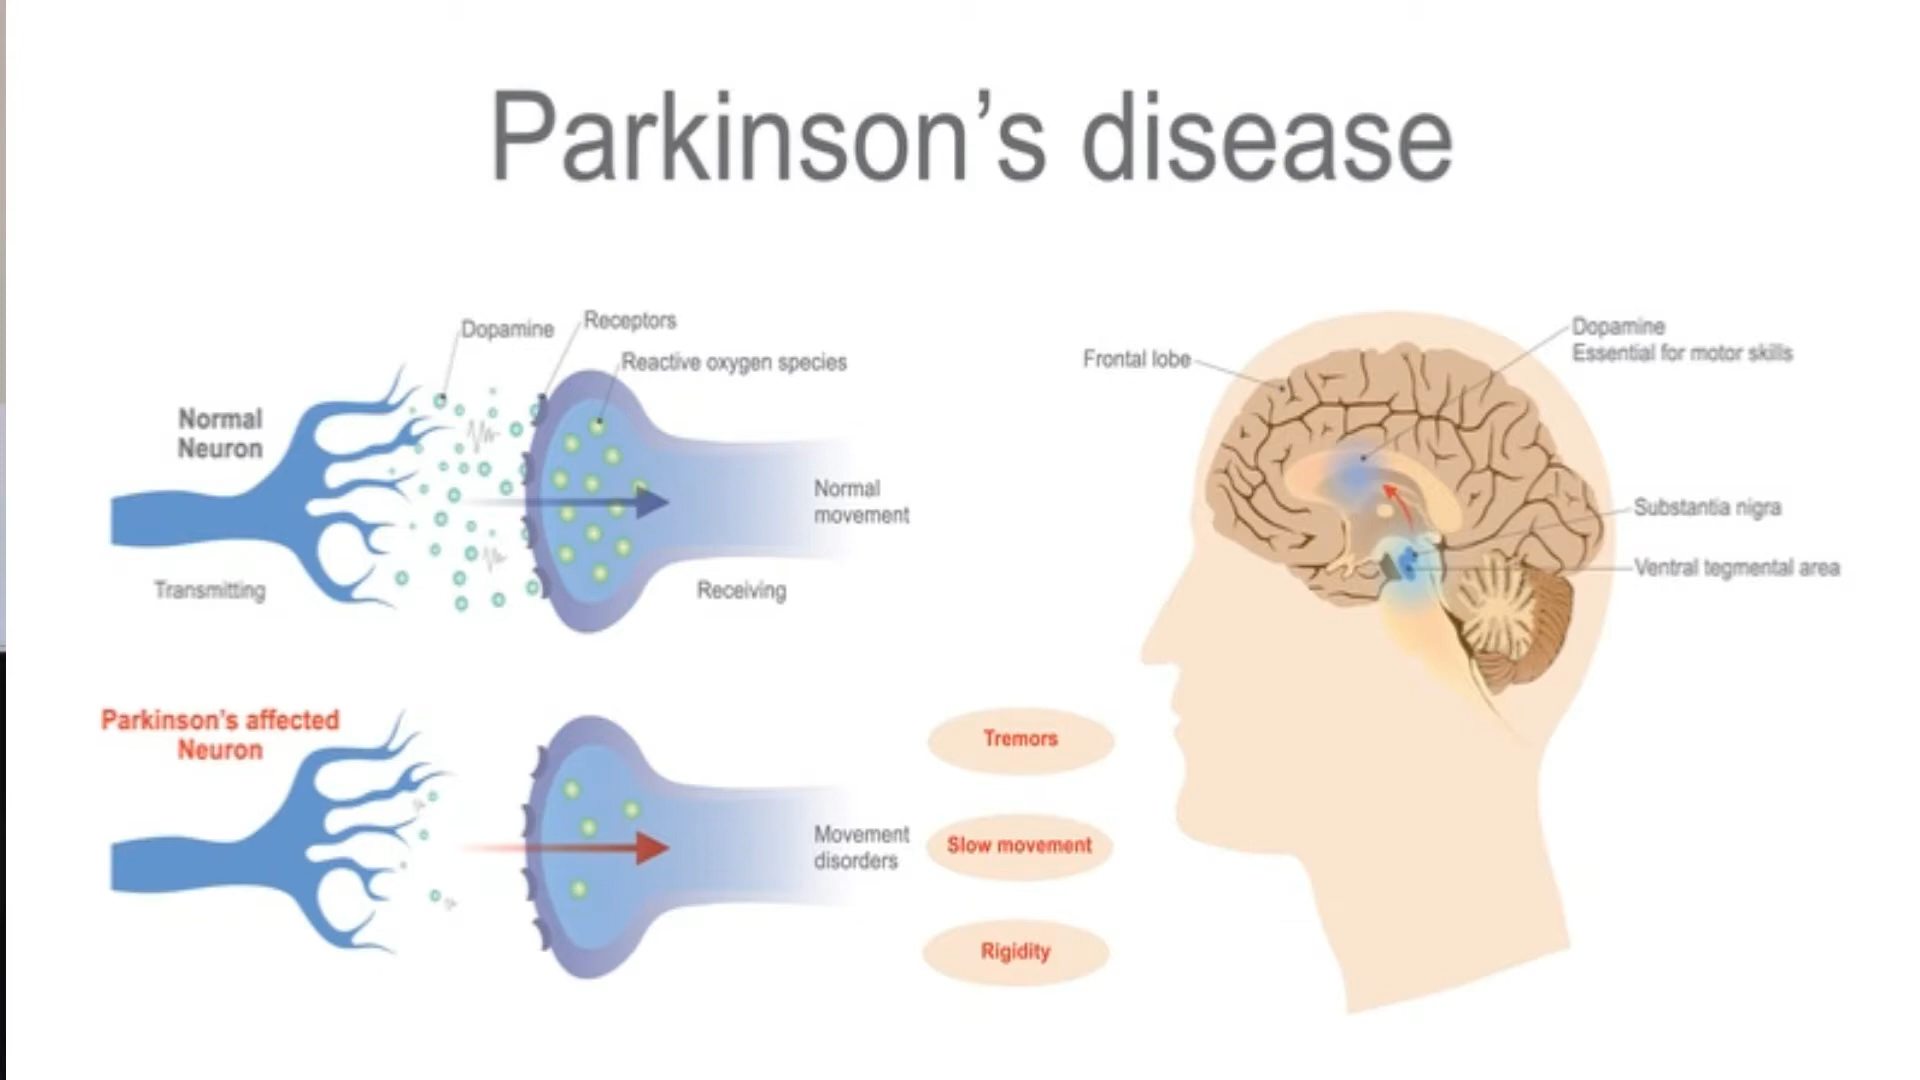 Parkinson’s disease
Dopamine
Receptors
Reactive oxygen species
Normal
Neuron
Transmitting
Normal
movement
Receiving
Parkinson’s affected
Neuron
Movement
disorders
Tremors
Slow movement
Rigidity
Frontal lobe
Dopamine
Essential for motor skills
Substantia nigra
Ventral tegmental area